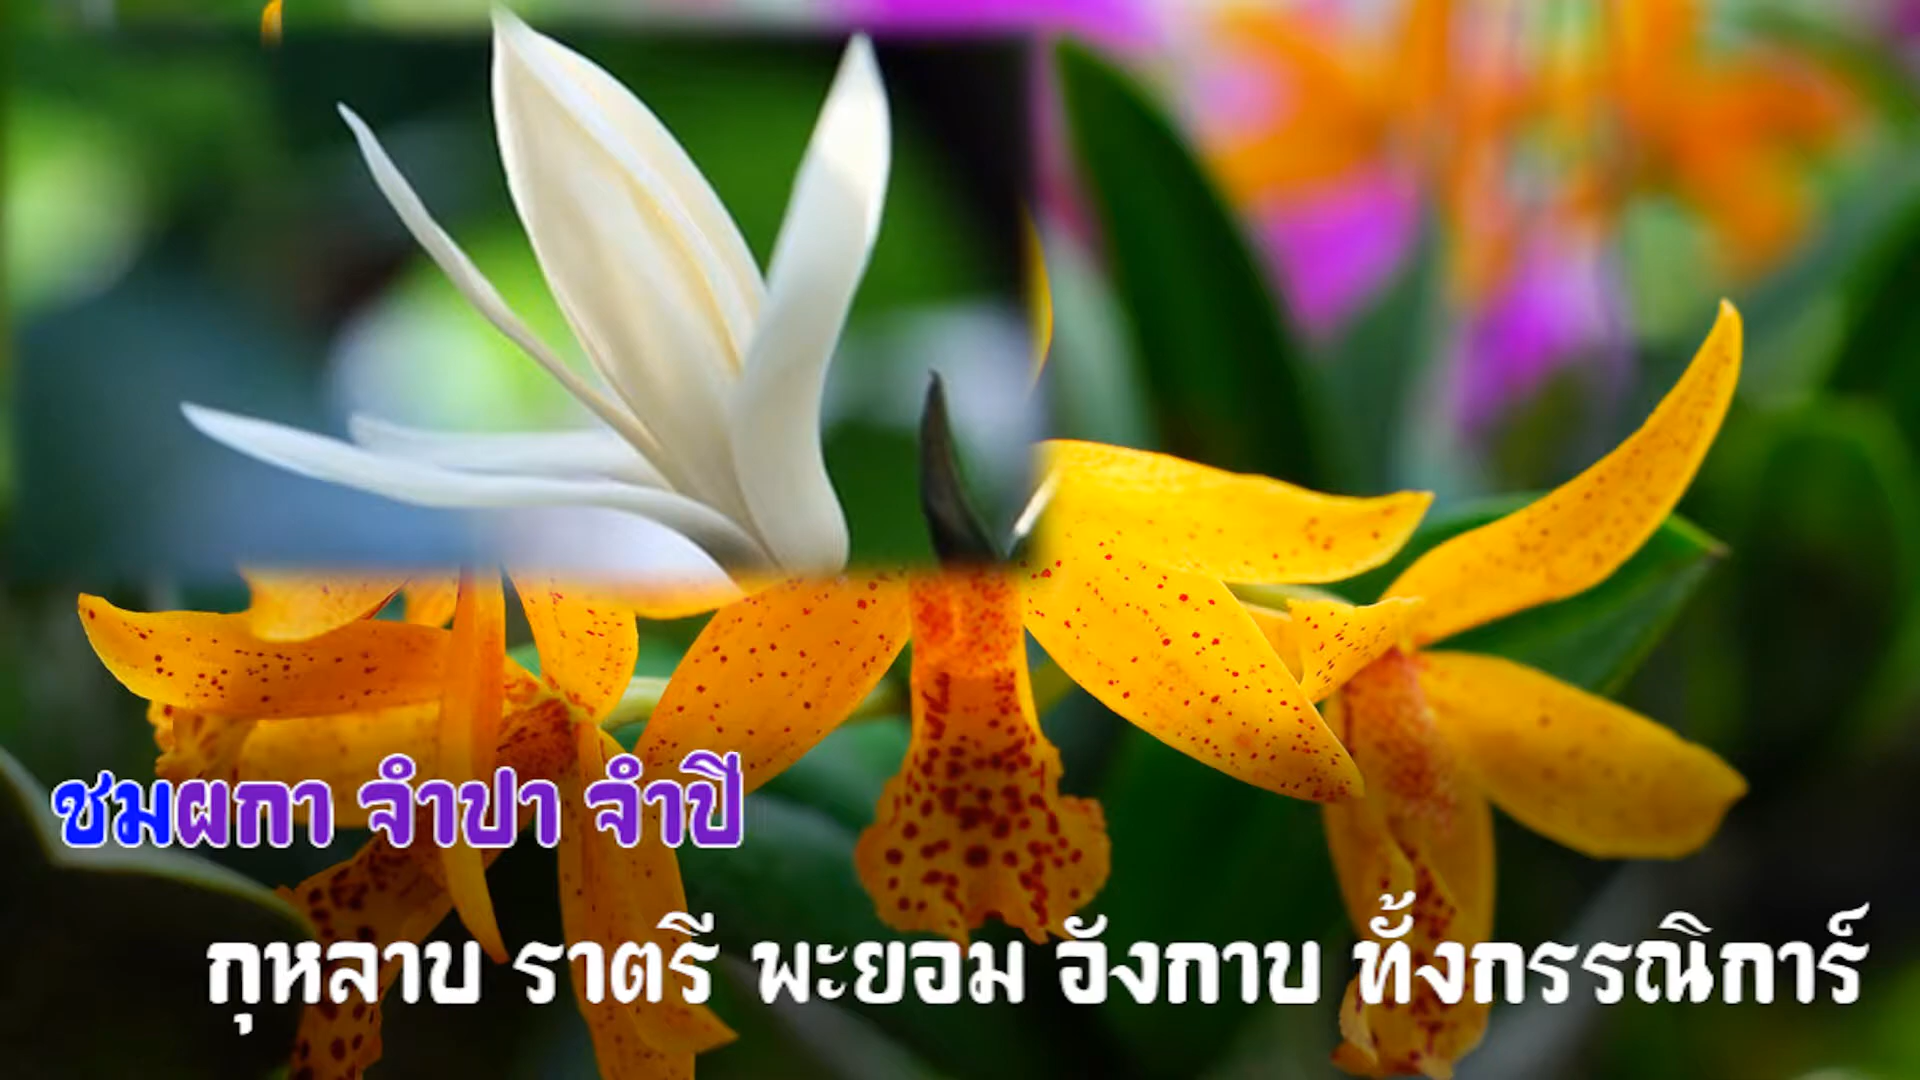 ชมผกา จำปา จำปี
กุหลาบ ราตรี พะยอม อังกาบ ทั้งกรรณิการ์